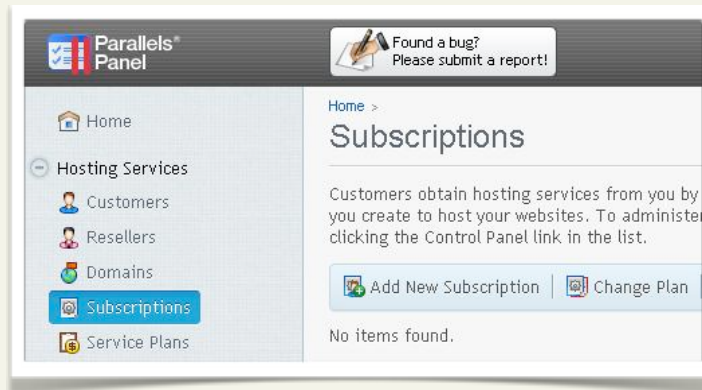 Parallels®
Panel
Found a bug?
Please submit a report!
Home
Hosting Services
Customers
Resellers
Domains
Subscriptions
Service Plans
Home >
Subscriptions
Customers obtain hosting services from you by
you create to host your websites. To administer
clicking the Control Panel link in the list.
Add New Subscription | Change Plan
No items found.